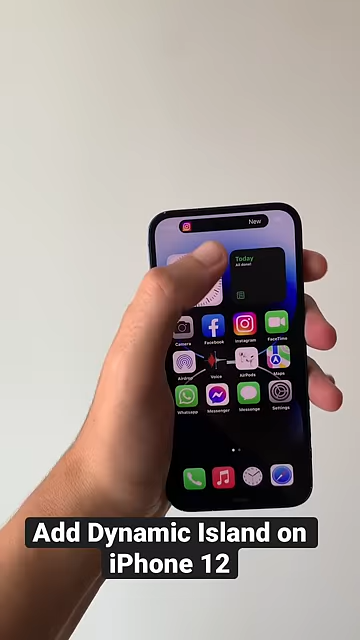 New
Today
All done!
Camera
Facebook
Instagram
FaceTime
Airdrop
Voice
AirPods
Maps
Whatsapp
Messenger
Message
Settings
Add Dynamic Island on
iPhone 12